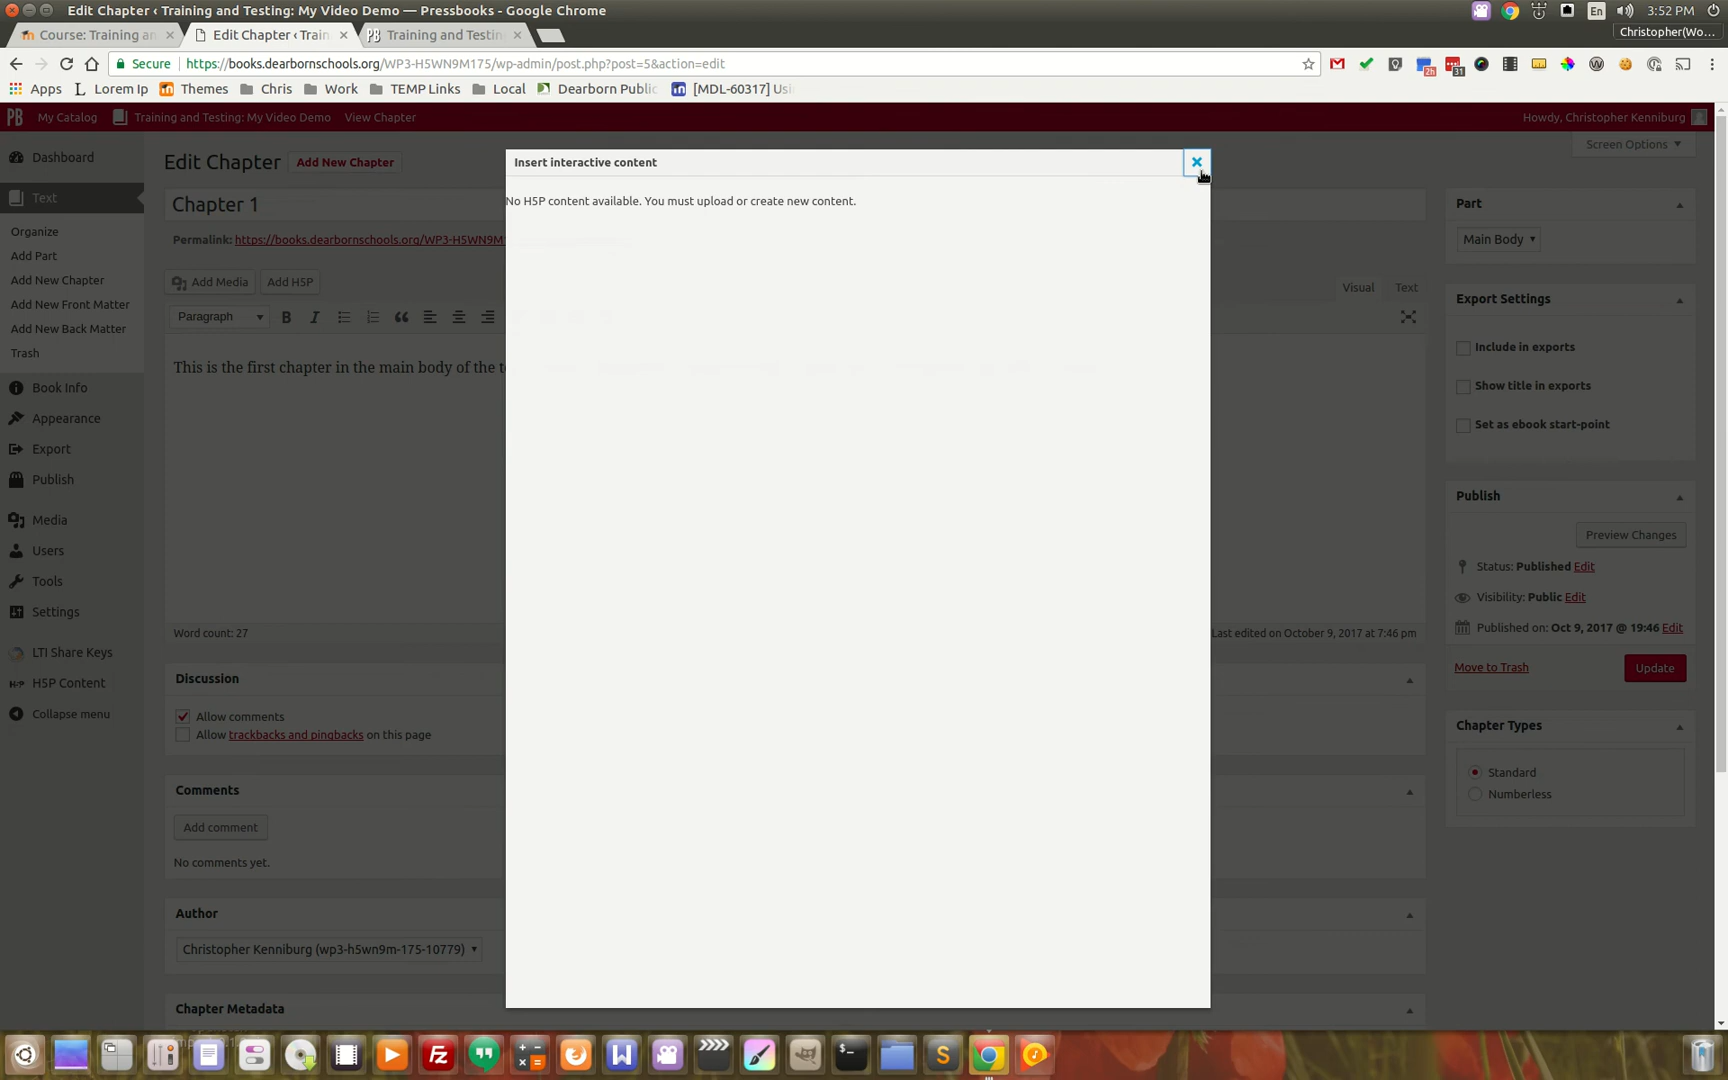 Edit Chapter ‹ Training and Testing: My Video Demo — Pressbooks - Google Chrome
En
3:52 PM
Course: Training an
Edit Chapter ‹ Train
Training and Testin
Christopher(Wo...
Secure
https://books.dearbornschools.org/WP3-H5WN9M175/wp-admin/post.php?post=5&action=edit
Apps
Lorem Ip
Themes
Chris
Work
TEMP Links
Local
Dearborn Public
[MDL-60317] Usi
My Catalog
Training and Testing: My Video Demo
View Chapter
Howdy, Christopher Kenniburg
Screen Options
Dashboard
Text
Organize
Add Part
Add New Chapter
Add New Front Matter
Add New Back Matter
Trash
Book Info
Appearance
Export
Publish
Media
Users
Tools
Settings
LTI Share Keys
H5P Content
Collapse menu
Edit Chapter
Add New Chapter
Chapter 1
Permalink: https://books.dearbornschools.org/WP3-H5WN9M
Add Media
Add H5P
Visual
Text
Paragraph
This is the first chapter in the main body of the t
Word count: 27
Last edited on October 9, 2017 at 7:46 pm
Discussion
Allow comments
Allow trackbacks and pingbacks on this page
Comments
Add comment
No comments yet.
Author
Christopher Kenniburg (wp3-h5wn9m-175-10779)
Chapter Metadata
Insert interactive content
No H5P content available. You must upload or create new content.
Part
Main Body
Export Settings
Include in exports
Show title in exports
Set as ebook start-point
Publish
Preview Changes
Status: Published Edit
Visibility: Public Edit
Published on: Oct 9, 2017 @ 19:46 Edit
Move to Trash
Update
Chapter Types
Standard
Numberless